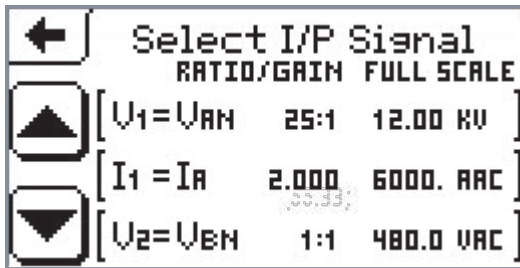 Select I/P Signal
RATIO/GAIN FULL SCALE
V1=VAN 25:1 12.00 KV
I1=IA 2.000 6000. AAC
V2=VBN 1:1 480.0 VAC